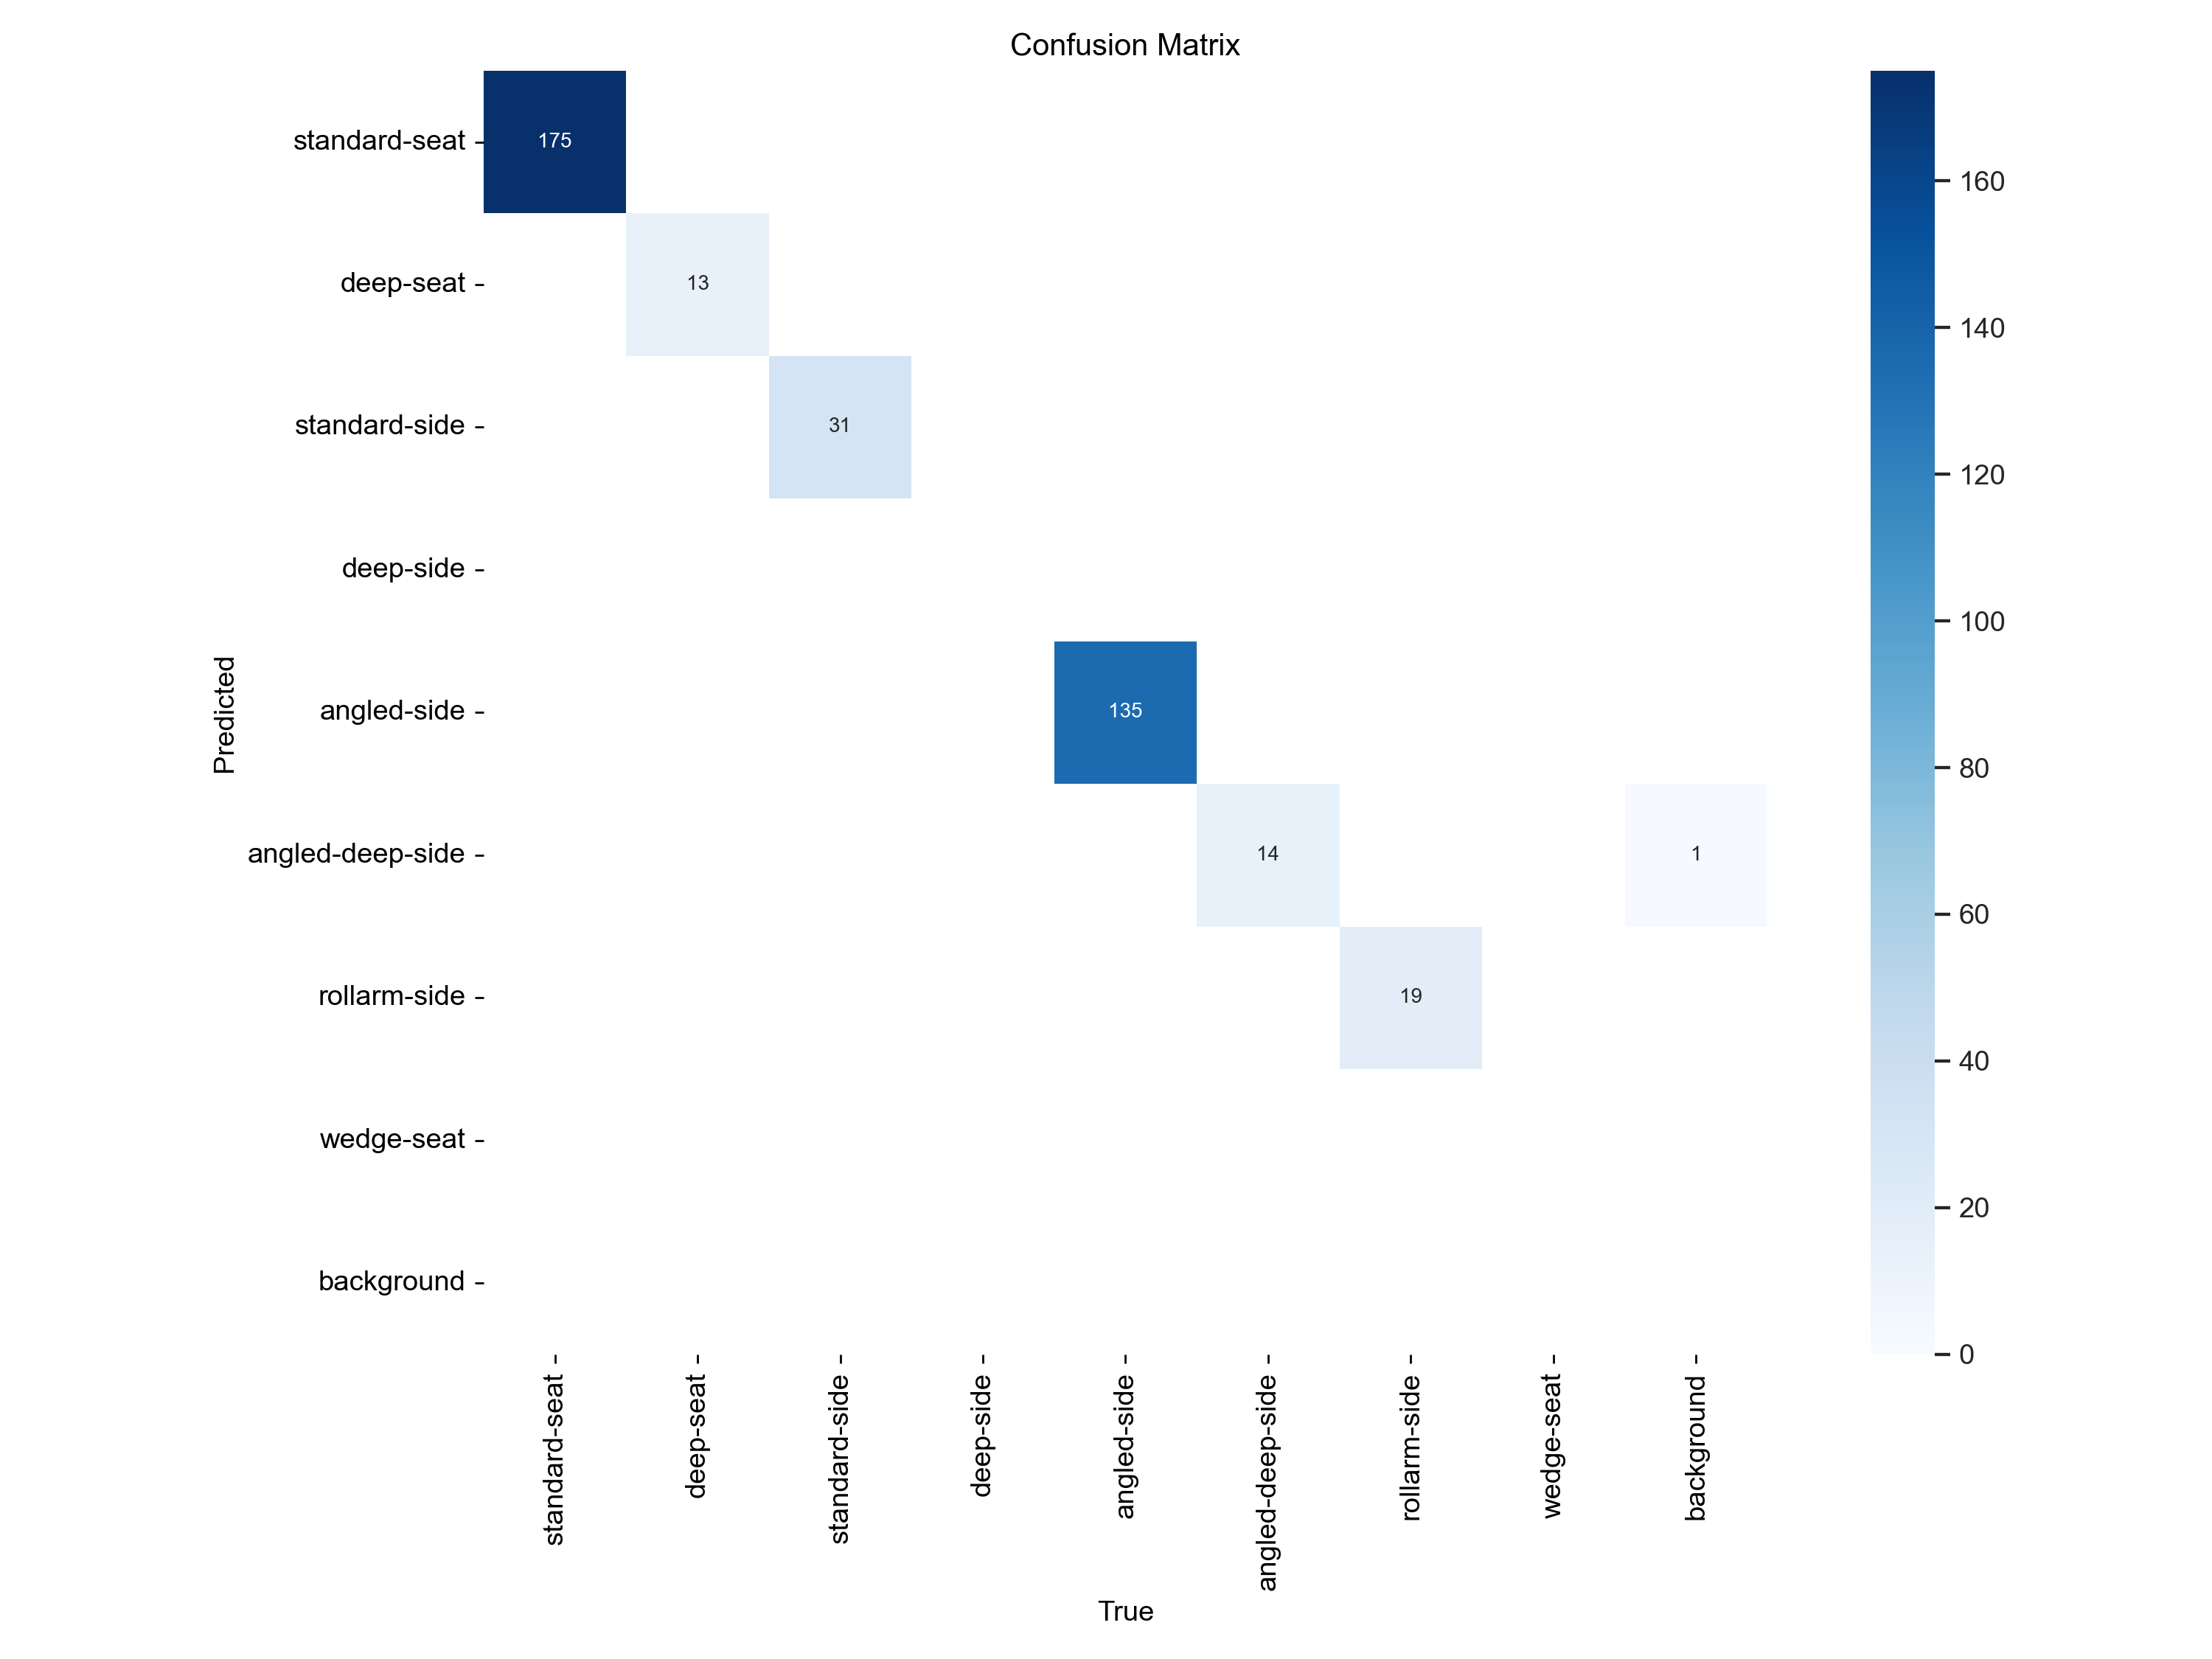 Confusion Matrix
standard-seat
175
deep-seat
13
standard-side
31
deep-side
angled-side
135
angled-deep-side
14
1
rollarm-side
19
wedge-seat
background
Predicted
standard-seat
deep-seat
standard-side
deep-side
angled-side
angled-deep-side
rollarm-side
wedge-seat
background
True
160
140
120
100
80
60
40
20
0